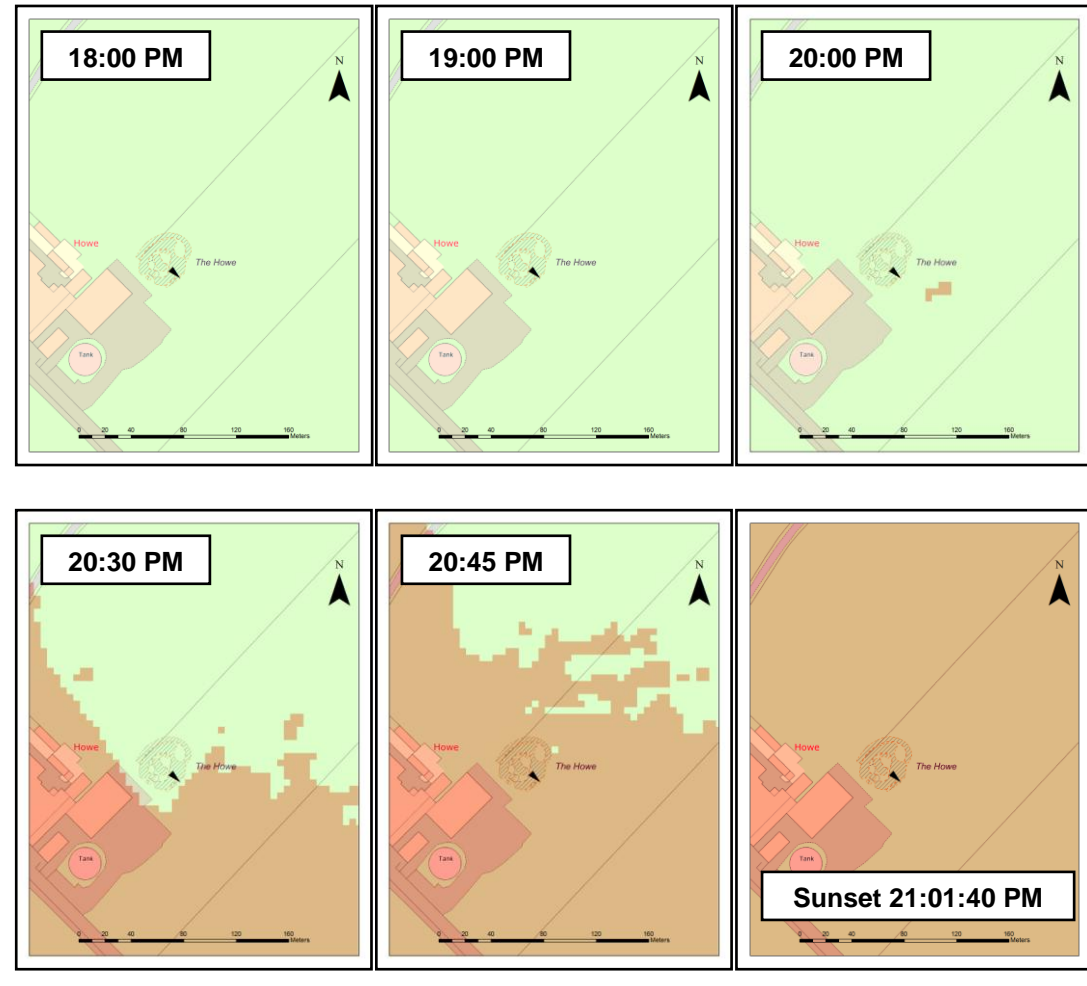 18:00 PM
N
Howe
The Howe
Tank
0 20 40 80 120 160
Meters
19:00 PM
N
Howe
The Howe
Tank
0 20 40 80 120 160
Meters
20:00 PM
N
Howe
The Howe
Tank
0 20 40 80 120 160
Meters
20:30 PM
N
Howe
The Howe
Tank
0 20 40 80 120 160
Meters
20:45 PM
N
Howe
The Howe
Tank
0 20 40 80 120 160
Meters
N
Howe
The Howe
Tank
Sunset 21:01:40 PM
0 20 40 80 120 160
Meters